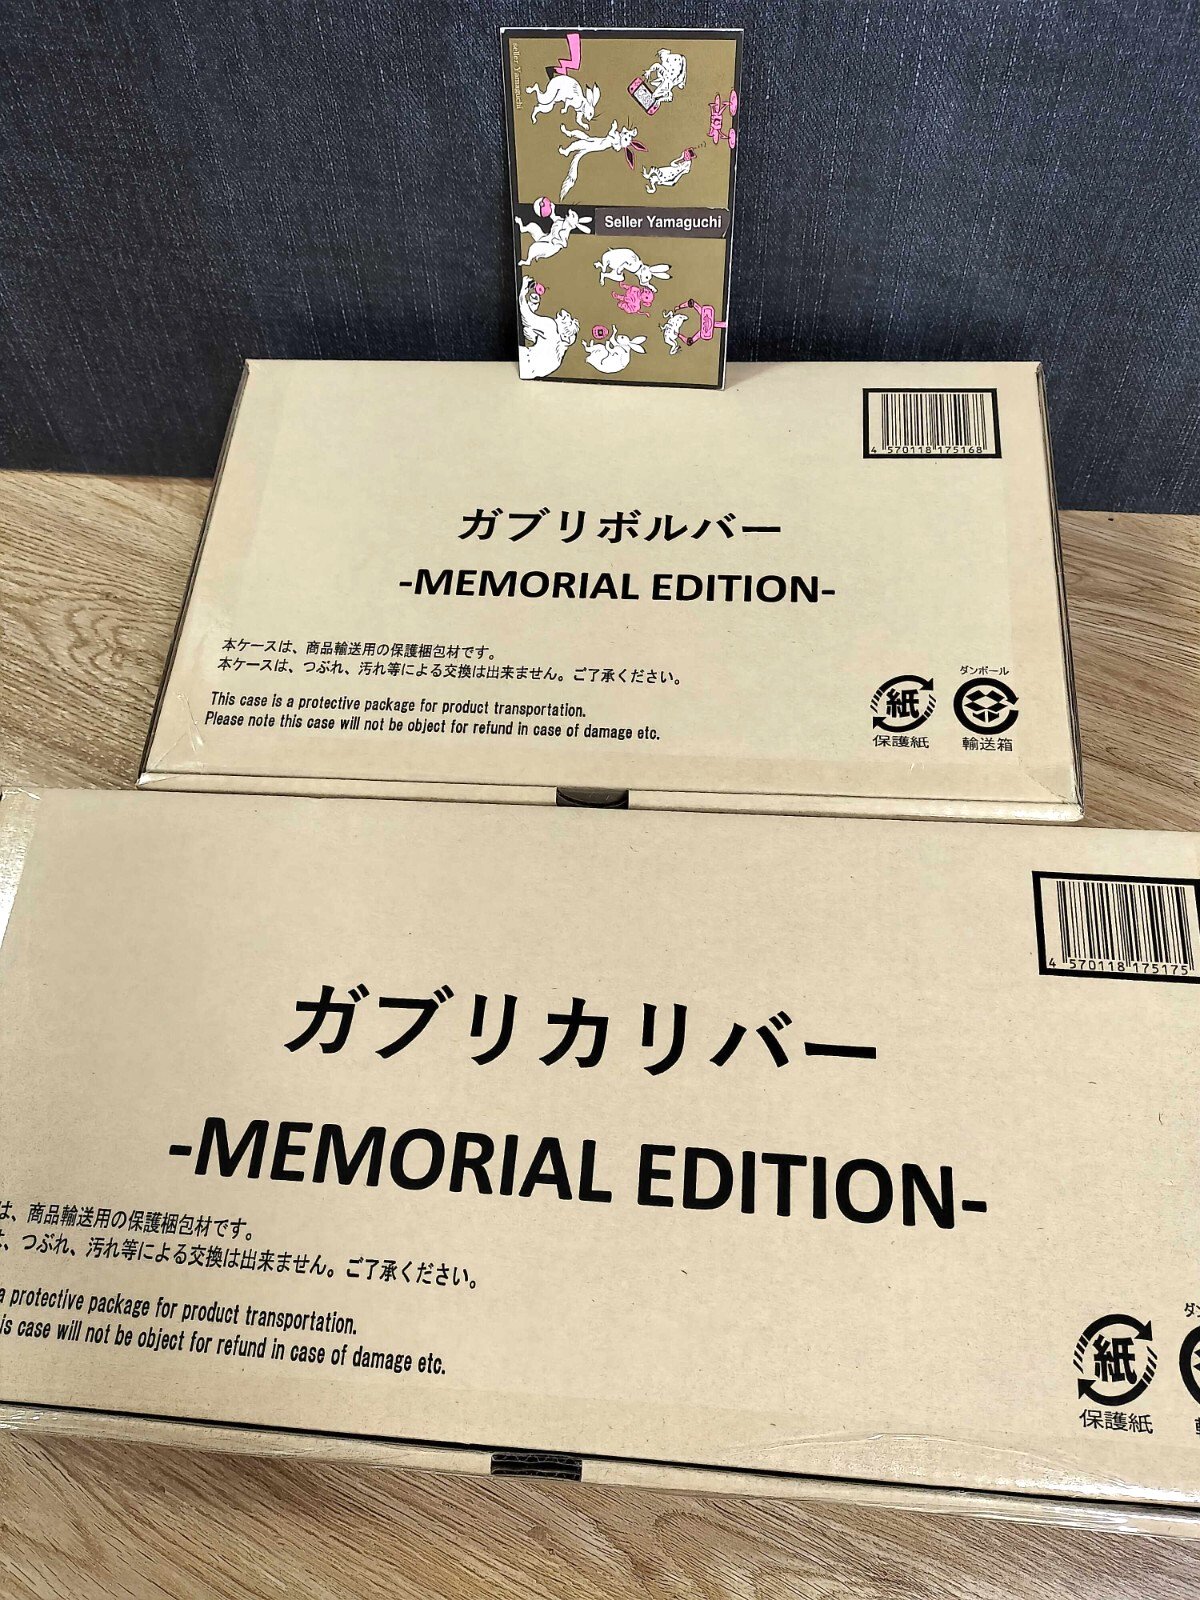 seller Yamaguchi
Seller Yamaguchi
4 570118 175168
ガブリボルバー
-MEMORIAL EDITION-
本ケースは、商品輸送用の保護梱包材です。
本ケースは、つぶれ、汚れ等による交換は出来ません。ご了承ください。
This case is a protective package for product transportation.
Please note this case will not be object for refund in case of damage etc.
紙
保護紙
ダンボール
輸送箱
4 570118 175175
ガブリカリバー
-MEMORIAL EDITION-
は、商品輸送用の保護梱包材です。
、つぶれ、汚れ等による交換は出来ません。ご了承ください。
a protective package for product transportation.
is case will not be object for refund in case of damage etc.
紙
保護紙